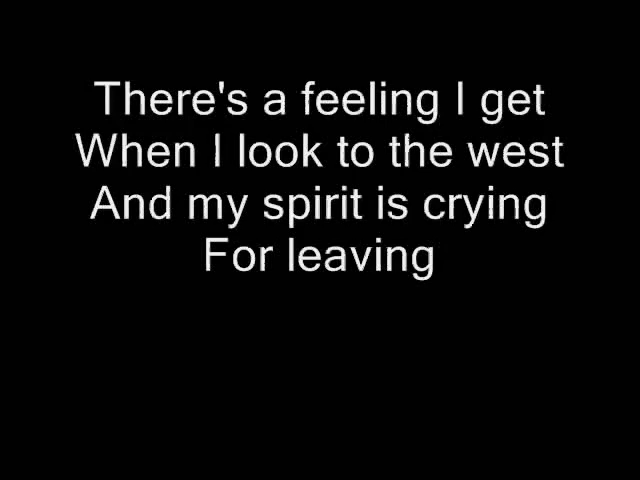 There's a feeling I get
When I look to the west
And my spirit is crying
For leaving